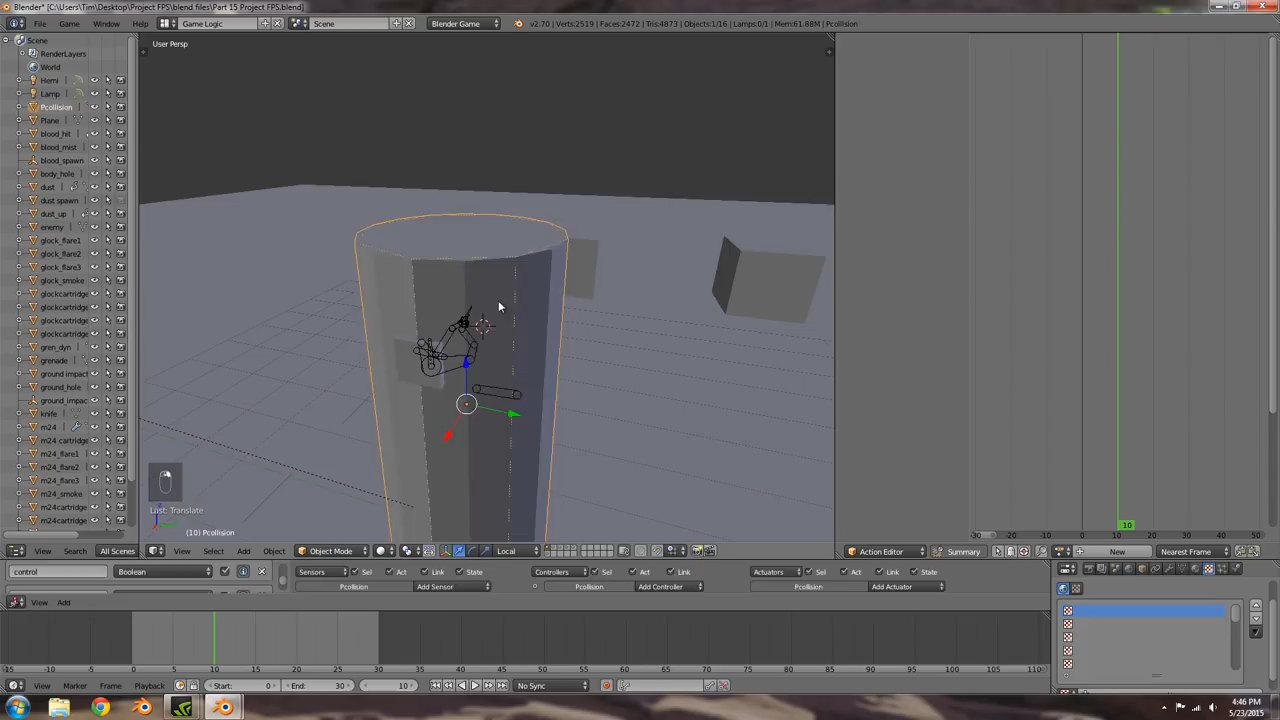 Blender* [C:\Users\Tim\Desktop\Project FPS\blend files\Part 15 Project FPS.blend]
File Game Window Help Game Logic Scene Blender Game v2.70 | Verts:2519 | Faces:2472 | Tris:4873 | Objects:1/16 | Lamps:0/1 | Mem:61.88M | Pcollision
Scene
RenderLayers
World
Hemi
Lamp
Pcollision
Plane
blood_hit
blood_mist
blood_spawn
body_hole
dust
dust spawn
dust_up
enemy
glock_flare1
glock_flare2
glock_flare3
glock_smoke
glockcartridge
glockcartridge
glockcartridge
glockcartridge
gren_dyn
grenade
ground impact
ground_hole
ground_impac
knife
m24
m24 cartridge
m24_flare1
m24_flare2
m24_flare3
m24_smoke
m24cartridge
m24cartridge
View Search All Scenes
User Persp
Last: Translate
(10) Pcollision
View Select Add Object Object Mode Local
-30 -20 -10 0 10 20 30 40 50
10
Action Editor Summary New Nearest Frame
control Boolean
Sensors Sel Act Link State
Pcollision Add Sensor
Controllers Sel Act Link
Pcollision Add Controller
Actuators Sel Act Link State
Pcollision Add Actuator
View Add
-15 -10 -5 0 5 10 15 20 25 30 35 40 45 50 55 60 65 70 75 80 85 90 95 100 105 110
View Marker Frame Playback Start: 0 End: 30 10 No Sync
4:46 PM
5/23/2015